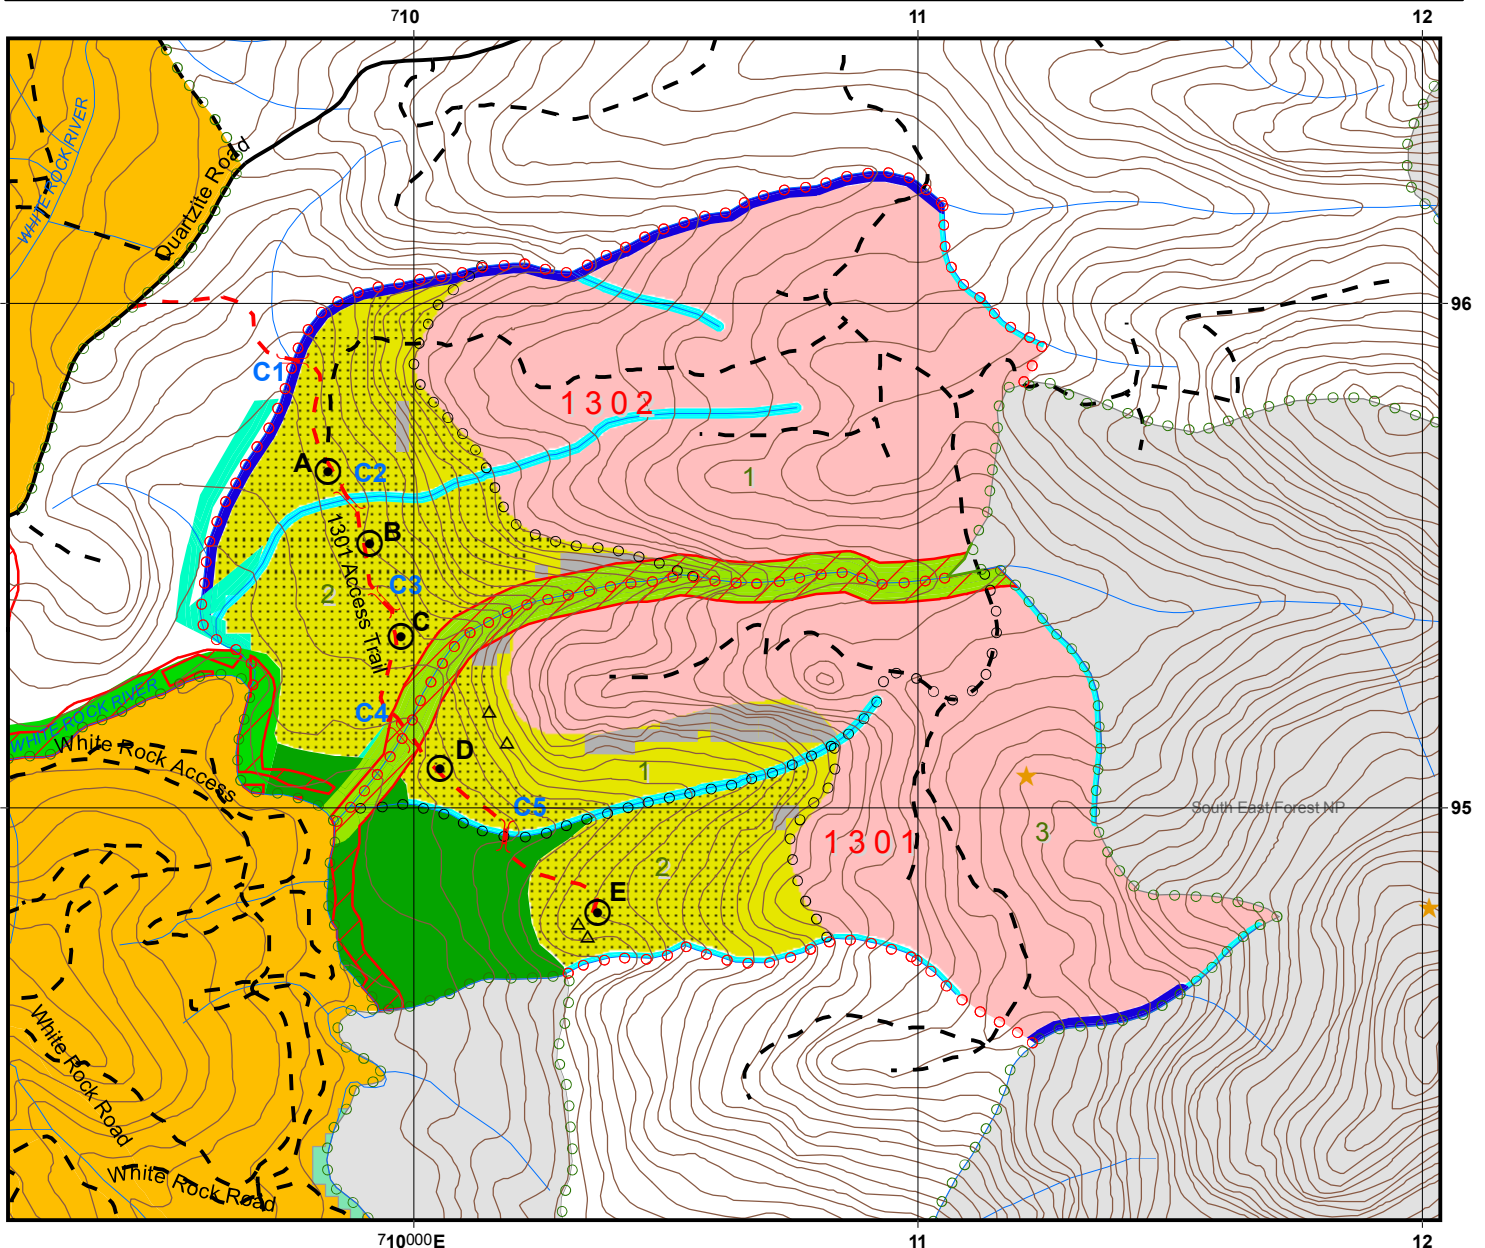 710
11
12
WHITE ROCK RIVER
Quartzite Road
96
C1
1302
A
C2
1
B
1301 Access Trail
2
C3
C
WHITE ROCK RIVER
C4
White Rock Access
D
1
C5
South East Forest NP
95
1301
3
2
E
White Rock Road
White Rock Road
710000E
11
12